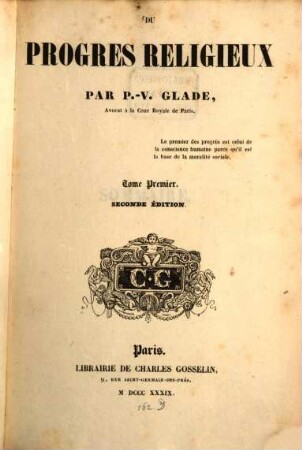 DU
PROGRES RELIGIEUX
PAR P.-V. GLADE,
Avocat à la Cour Royale de Paris.
Le premier des progrès est celui de
la conscience humaine parce qu'il est
la base de la moralité sociale.
Tome Premier.
SECONDE ÉDITION.
C·G
Paris.
LIBRAIRIE DE CHARLES GOSSELIN,
9, RUE SAINT-GERMAIN-DES-PRÉS,
M DCCC XXXIX.